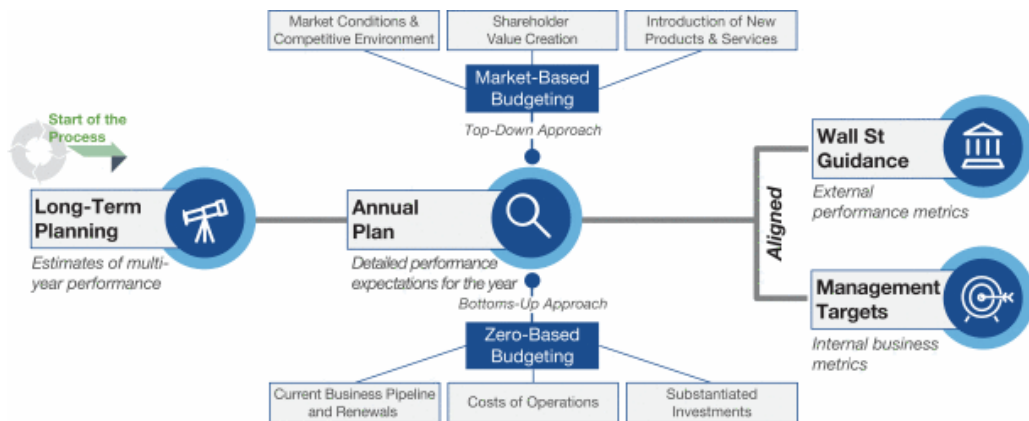 Market Conditions &
Competitive Environment
Shareholder
Value Creation
Introduction of New
Products & Services
Market-Based
Budgeting
Top-Down Approach
Start of the
Process
Long-Term
Planning
Estimates of multi-
year performance
Annual
Plan
Detailed performance
expectations for the year
Bottoms-Up Approach
Zero-Based
Budgeting
Current Business Pipeline
and Renewals
Costs of Operations
Substantiated
Investments
Aligned
Wall St
Guidance
External
performance metrics
Management
Targets
Internal business
metrics